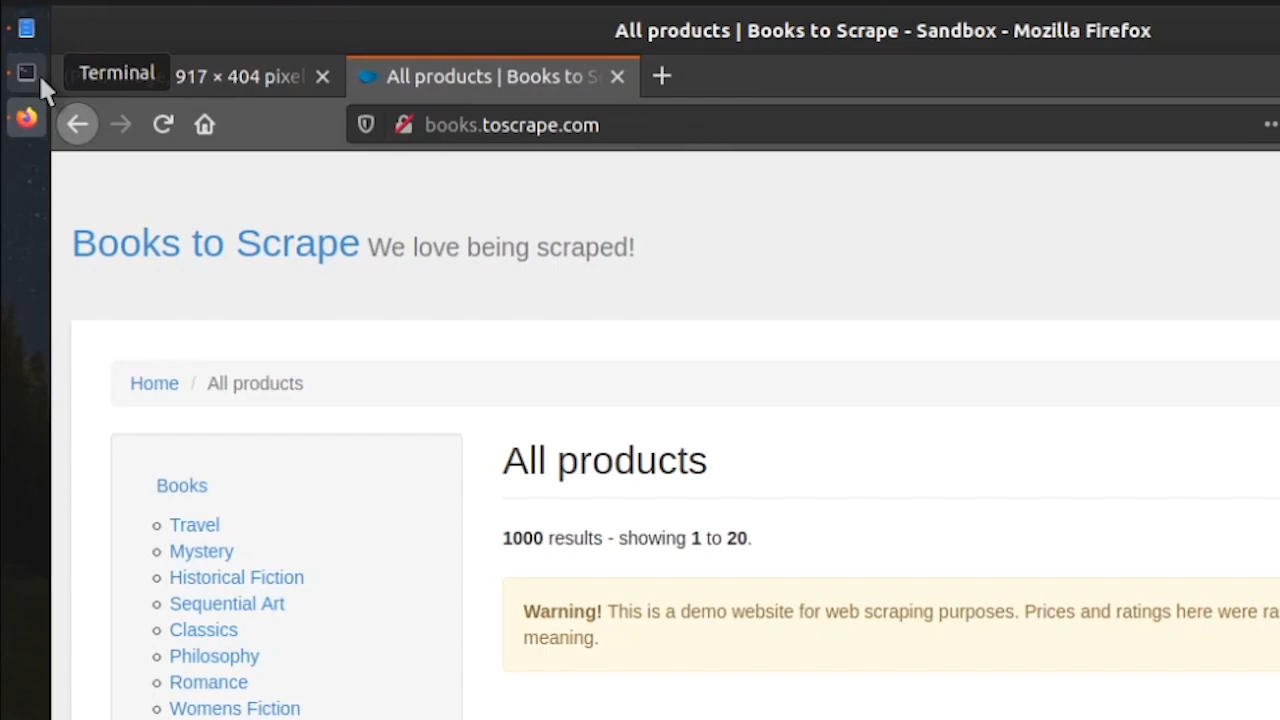 All products | Books to Scrape - Sandbox - Mozilla Firefox
Terminal
917 × 404 pixel
All products | Books to S
books.toscrape.com
Books to Scrape We love being scraped!
Home / All products
Books
Travel
Mystery
Historical Fiction
Sequential Art
Classics
Philosophy
Romance
Womens Fiction
All products
1000 results - showing 1 to 20.
Warning! This is a demo website for web scraping purposes. Prices and ratings here were ra
meaning.